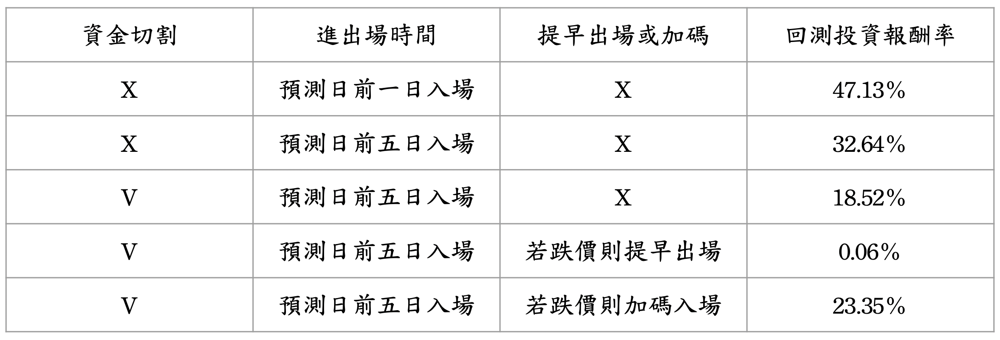 資金切割 進出場時間 提早出場或加碼 回測投資報酬率
X 預測日前一日入場 X 47.13%
X 預測日前五日入場 X 32.64%
V 預測日前五日入場 X 18.52%
V 預測日前五日入場 若跌價則提早出場 0.06%
V 預測日前五日入場 若跌價則加碼入場 23.35%